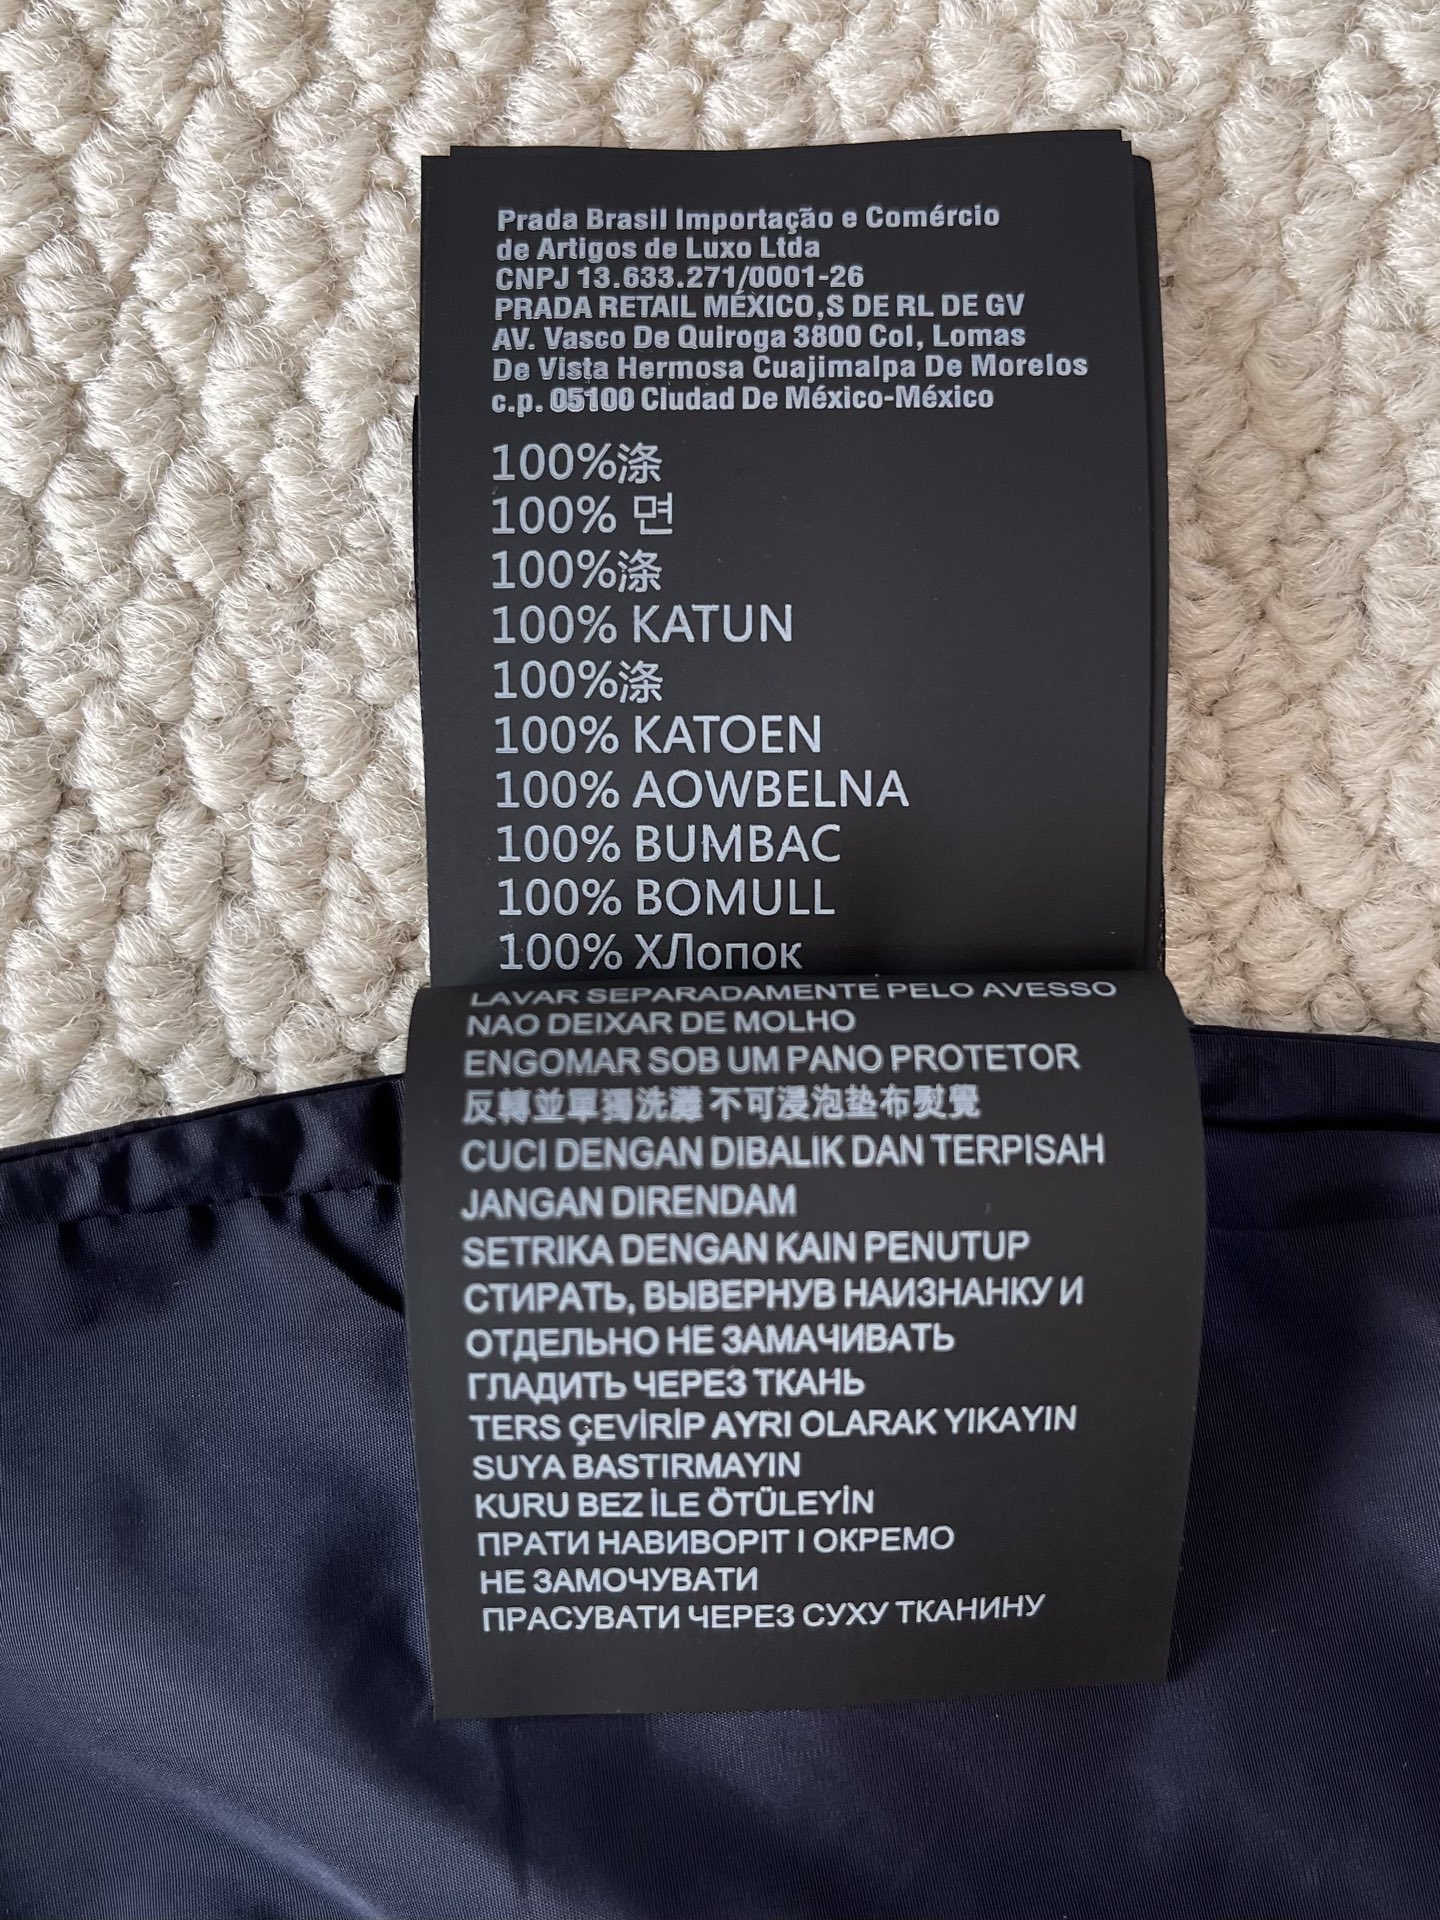 Prada Brasil Importação e Comércio
de Artigos de Luxo Ltda
CNPJ 13.633.271/0001-26
PRADA RETAIL MÉXICO,S DE RL DE GV
AV. Vasco De Quiroga 3800 Col, Lomas
De Vista Hermosa Cuajimalpa De Morelos
c.p. 05100 Cludad De México-México
100%涤
100% 면
100%涤
100% KATUN
100%涤
100% KATOEN
100% AOWBELNA
100% BUMBAC
100% BOMULL
100% ХЛопок
LAVAR SEPARADAMENTE PELO AVESSO
NAO DEIXAR DE MOLHO
ENGOMAR SOB UM PANO PROTETOR
反轉並單獨洗滌 不可浸泡垫布熨覺
CUCI DENGAN DIBALIK DAN TERPISAH
JANGAN DIRENDAM
SETRIKA DENGAN KAIN PENUTUP
СТИРАТЬ, ВЫВЕРНУВ НАИЗНАНКУ И
ОТДЕЛЬНО НЕ ЗАМАЧИВАТЬ
ГЛАДИТЬ ЧЕРЕЗ ТКАНЬ
TERS ÇEVİRİP AYRI OLARAK YIKAYIN
SUYA BASTIRMAYIN
KURU BEZ İLE ÖTÜLEYİN
ПРАТИ НАВИВОРІТ І ОКРЕМО
НЕ ЗАМОЧУВАТИ
ПРАСУВАТИ ЧЕРЕЗ СУХУ ТКАНИНУ